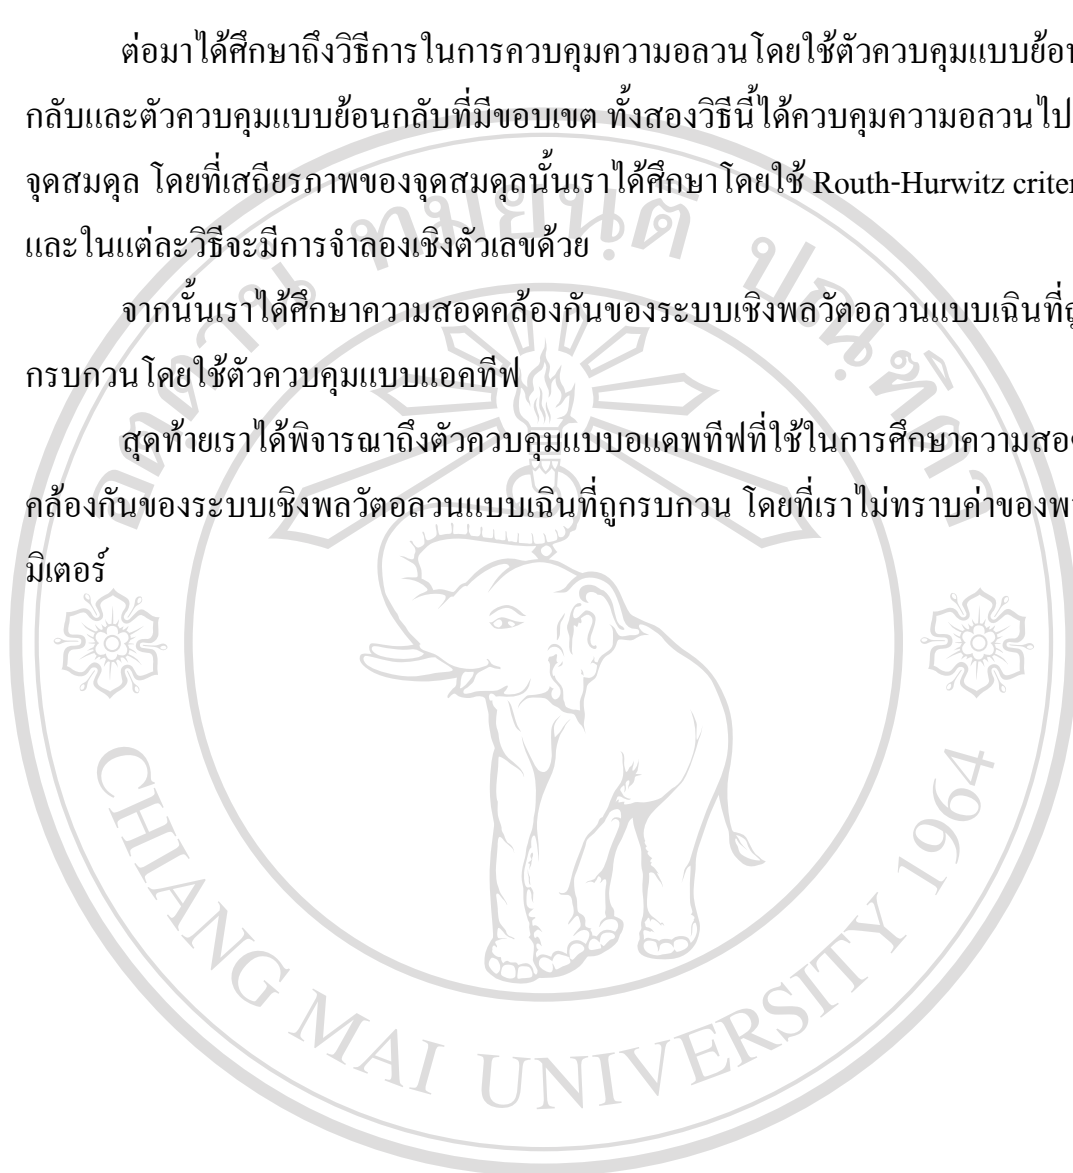 ต่อมาได้ศึกษาถึงวิธีการในการควบคุมความอลวนโดยใช้ตัวควบคุมแบบย้อน
กลับและตัวควบคุมแบบย้อนกลับที่มีขอบเขต ทั้งสองวิธีนี้ได้ควบคุมความอลวนไป
จุดสมดุล โดยที่เสถียรภาพของจุดสมดุลนั้นเราได้ศึกษาโดยใช้ Routh-Hurwitz criter
และในแต่ละวิธีจะมีการจำลองเชิงตัวเลขด้วย
จากนั้นเราได้ศึกษาความสอดคล้องกันของระบบเชิงพลวัตอลวนแบบเฉินที่ถู
กรบกวนโดยใช้ตัวควบคุมแบบแอคทีฟ
สุดท้ายเราได้พิจารณาถึงตัวควบคุมแบบอแดพทีฟที่ใช้ในการศึกษาความสอด
คล้องกันของระบบเชิงพลวัตอลวนแบบเฉินที่ถูกรบกวน โดยที่เราไม่ทราบค่าของพา
มิเตอร์
CHIANG MAI UNIVERSITY 1964